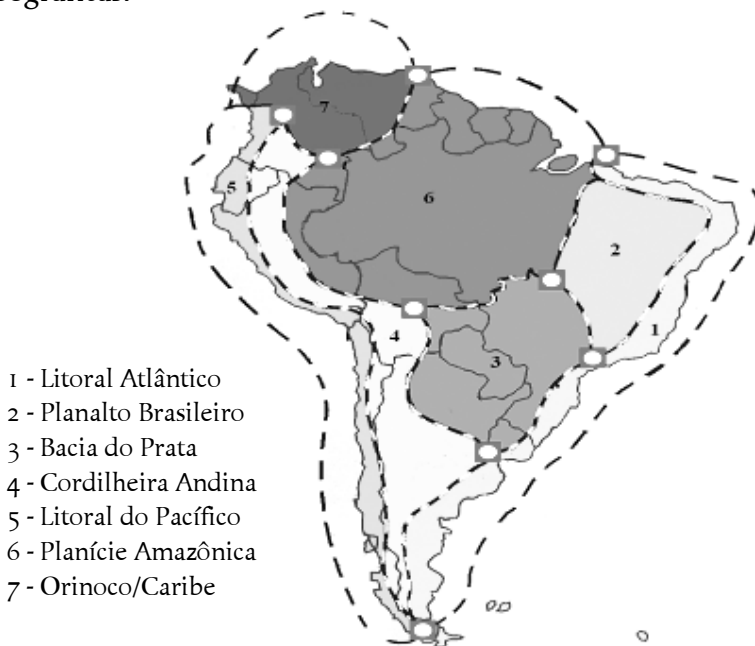 7
5
6
2
4
3
1
1 - Litoral Atlântico
2 - Planalto Brasileiro
3 - Bacia do Prata
4 - Cordilheira Andina
5 - Litoral do Pacífico
6 - Planície Amazônica
7 - Orinoco/Caribe